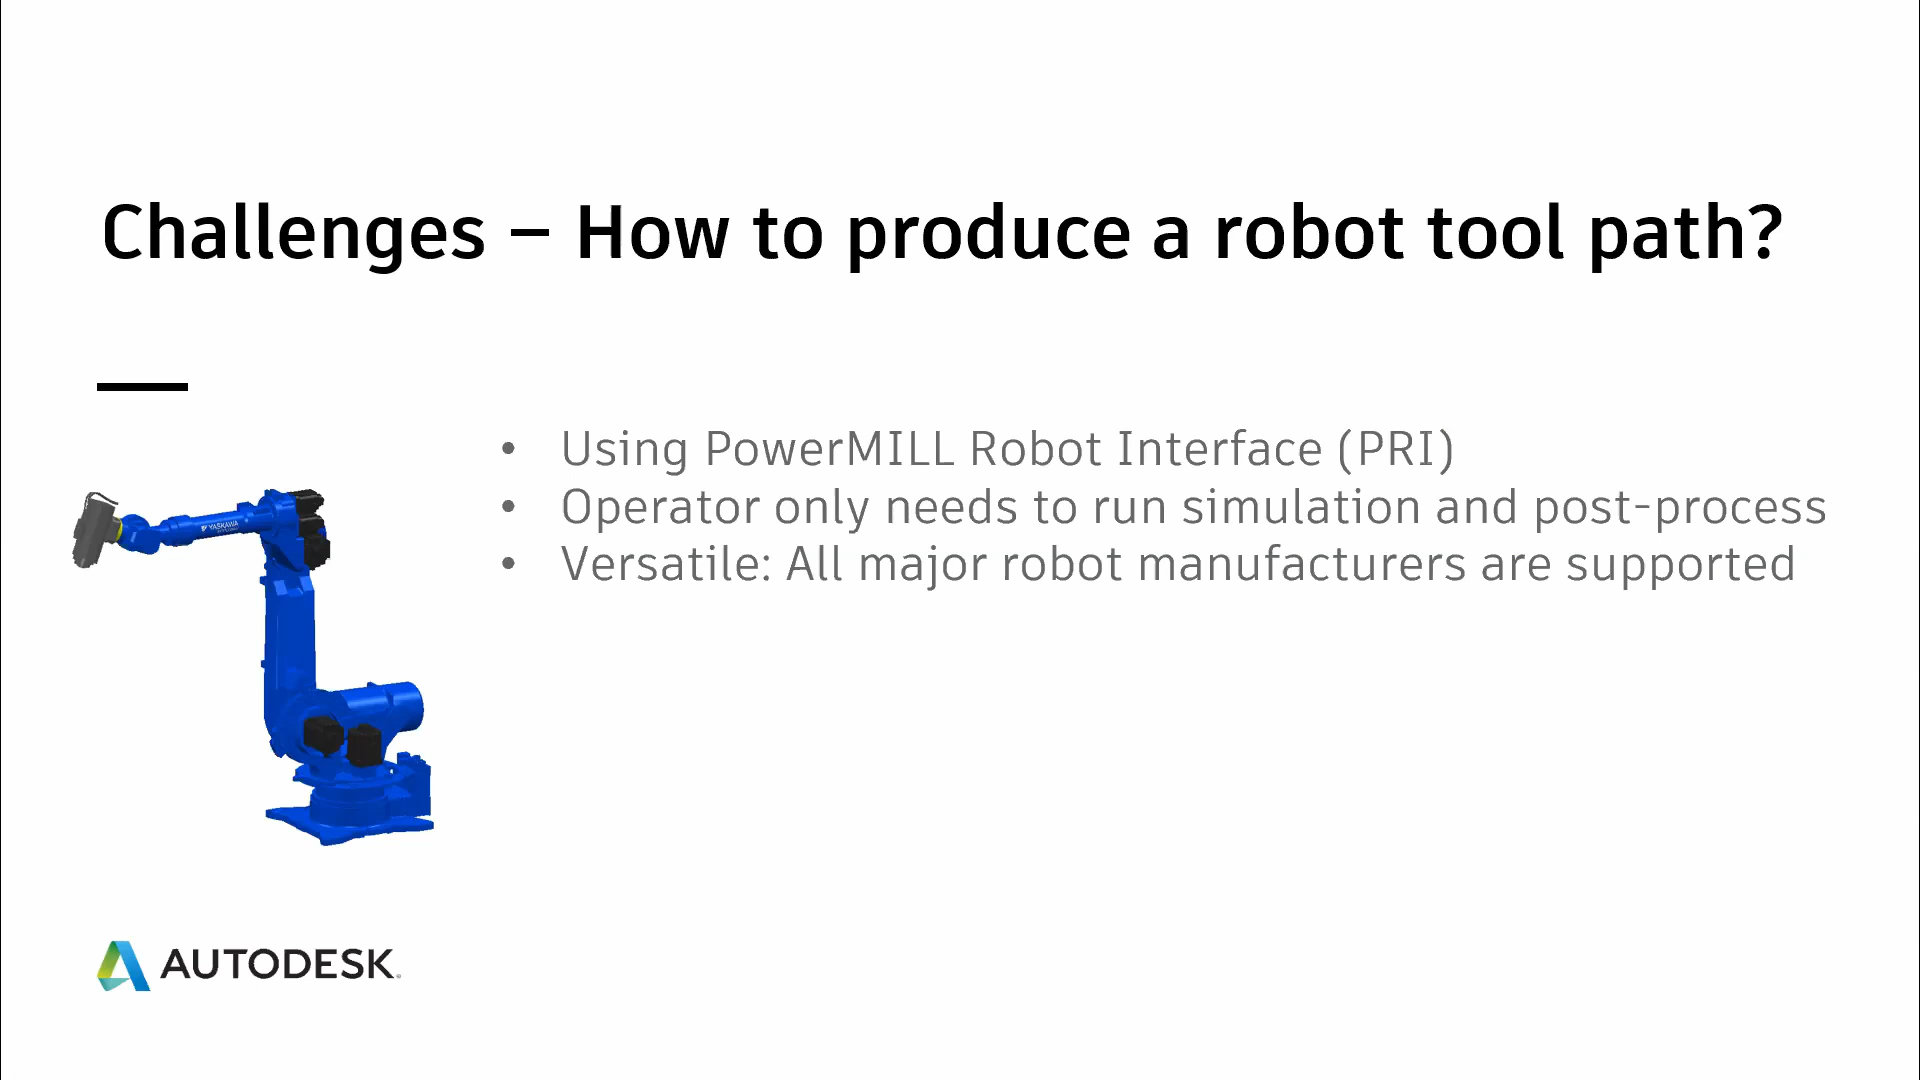 Challenges – How to produce a robot tool path?
• Using PowerMILL Robot Interface (PRI)
• Operator only needs to run simulation and post-process
• Versatile: All major robot manufacturers are supported
YASKAWA
AUTODESK